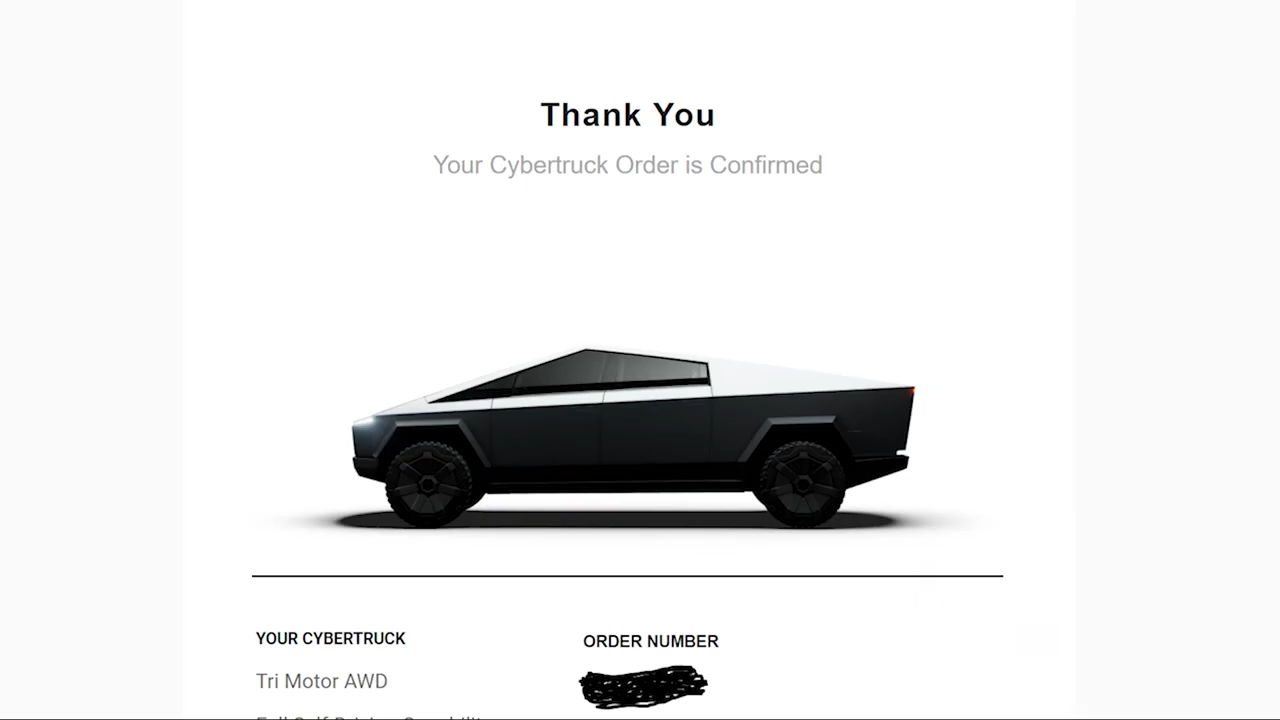 Thank You
Your Cybertruck Order is Confirmed
YOUR CYBERTRUCK
ORDER NUMBER
Tri Motor AWD